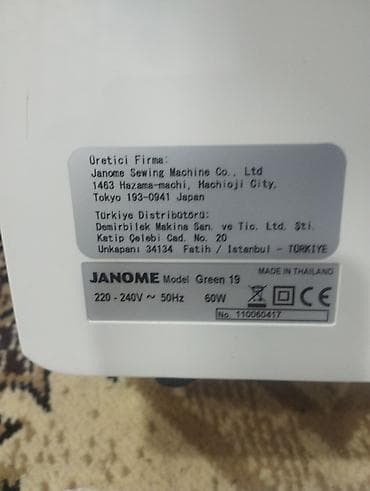 Üretici Firma:
Janome Sewing Machine Co., Ltd
1463 Hazama-machi, Hachioji City,
Tokyo 193-0941 Japan
Türkiye Distribütörü:
Demirbilek Makina San. ve Tic. Ltd. Şti.
Katip Çelebi Cad. No. 20
Unkapanı 34134 Fatih / Istanbul - TÜRKİYE
MADE IN THAILAND
JANOME Model Green 19
220 - 240V ~ 50Hz 60W CE
No. 110060417